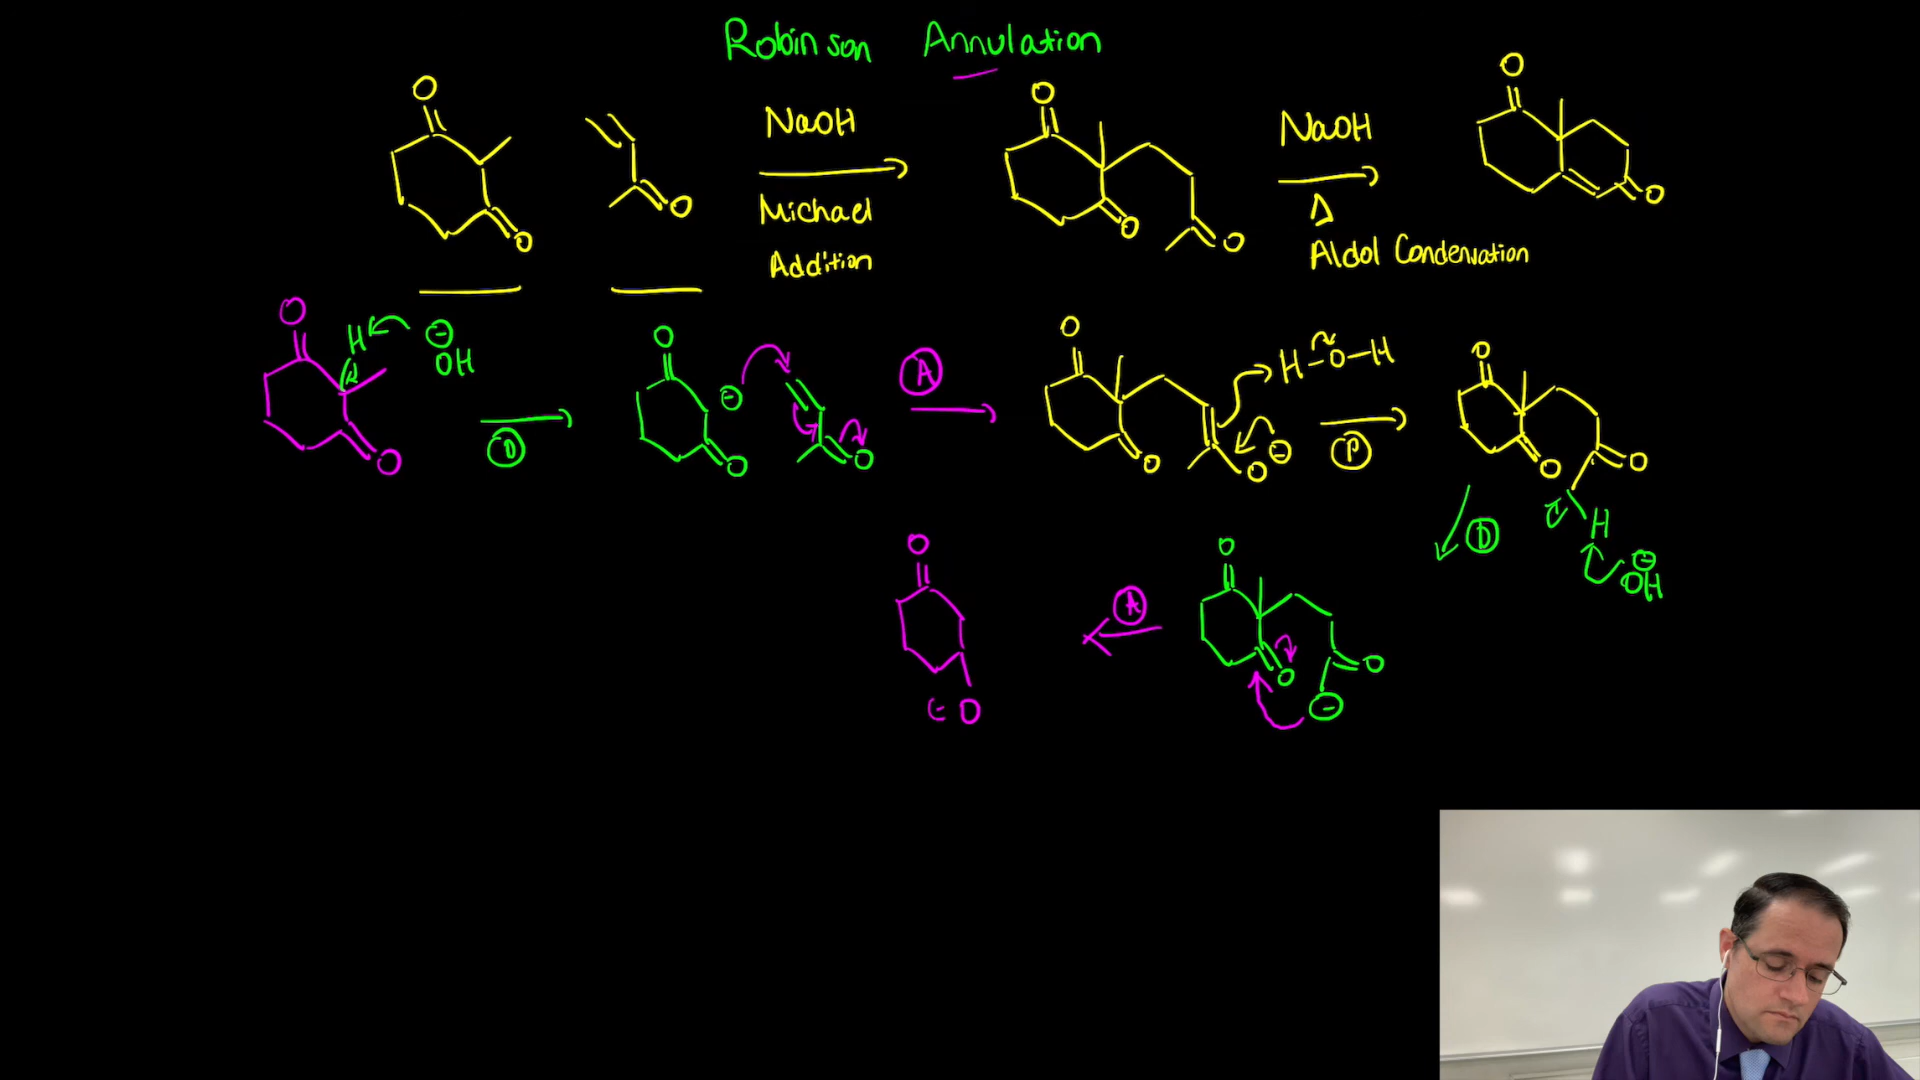 Robinson Annulation
O
O
NaOH
Michael
Addition
O
O
O
O
NaOH
Δ
Aldol Condensation
O
O
O
O
H
⊖
OH
D
O
⊖
O
O
A
O
O
O
⊖
H-O-H
P
O
O
O
H
⊖
OH
D
O
O
O
⊖
A
O
O